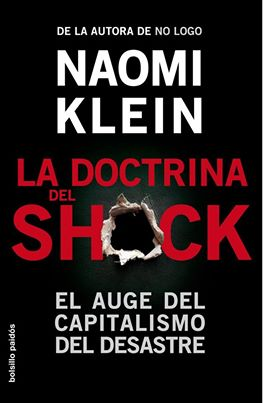 DE LA AUTORA DE NO LOGO
NAOMI
KLEIN
LA DOCTRINA
DEL
SHOCK
EL AUGE DEL
CAPITALISMO
DEL DESASTRE
bolsillo paidós